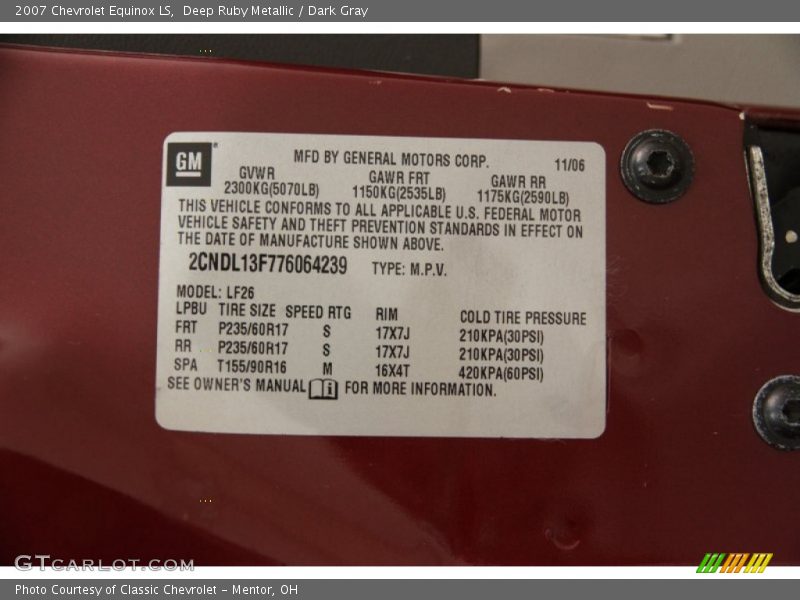 2007 Chevrolet Equinox LS, Deep Ruby Metallic / Dark Gray
GM
MFD BY GENERAL MOTORS CORP. 11/06
GVWR GAWR FRT GAWR RR
2300KG(5070LB) 1150KG(2535LB) 1175KG(2590LB)
THIS VEHICLE CONFORMS TO ALL APPLICABLE U.S. FEDERAL MOTOR
VEHICLE SAFETY AND THEFT PREVENTION STANDARDS IN EFFECT ON
THE DATE OF MANUFACTURE SHOWN ABOVE.
2CNDL13F776064239 TYPE: M.P.V.
MODEL: LF26
LPBU TIRE SIZE SPEED RTG RIM COLD TIRE PRESSURE
FRT P235/60R17 S 17X7J 210KPA(30PSI)
RR P235/60R17 S 17X7J 210KPA(30PSI)
SPA T155/90R16 M 16X4T 420KPA(60PSI)
SEE OWNER'S MANUAL i FOR MORE INFORMATION.
GTCARLOT.COM
Photo Courtesy of Classic Chevrolet - Mentor, OH